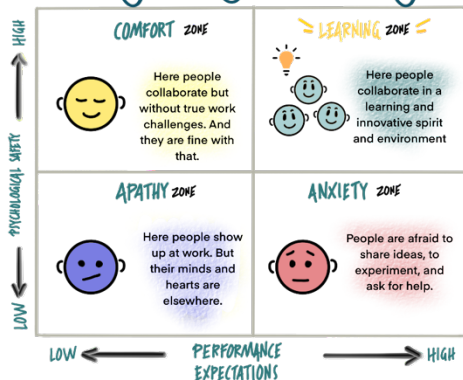 HIGH
COMFORT ZONE
LEARNING ZONE
Here people
collaborate but
without true work
challenges. And
they are fine with
that.
Here people
collaborate in a
learning and
innovative spirit
and environment
PSYCHOLOGICAL SAFETY
APATHY ZONE
ANXIETY ZONE
Here people show
up at work. But
their minds and
hearts are
elsewhere.
People are afraid to
share ideas, to
experiment, and
ask for help.
LOW
LOW
PERFORMANCE
EXPECTATIONS
HIGH